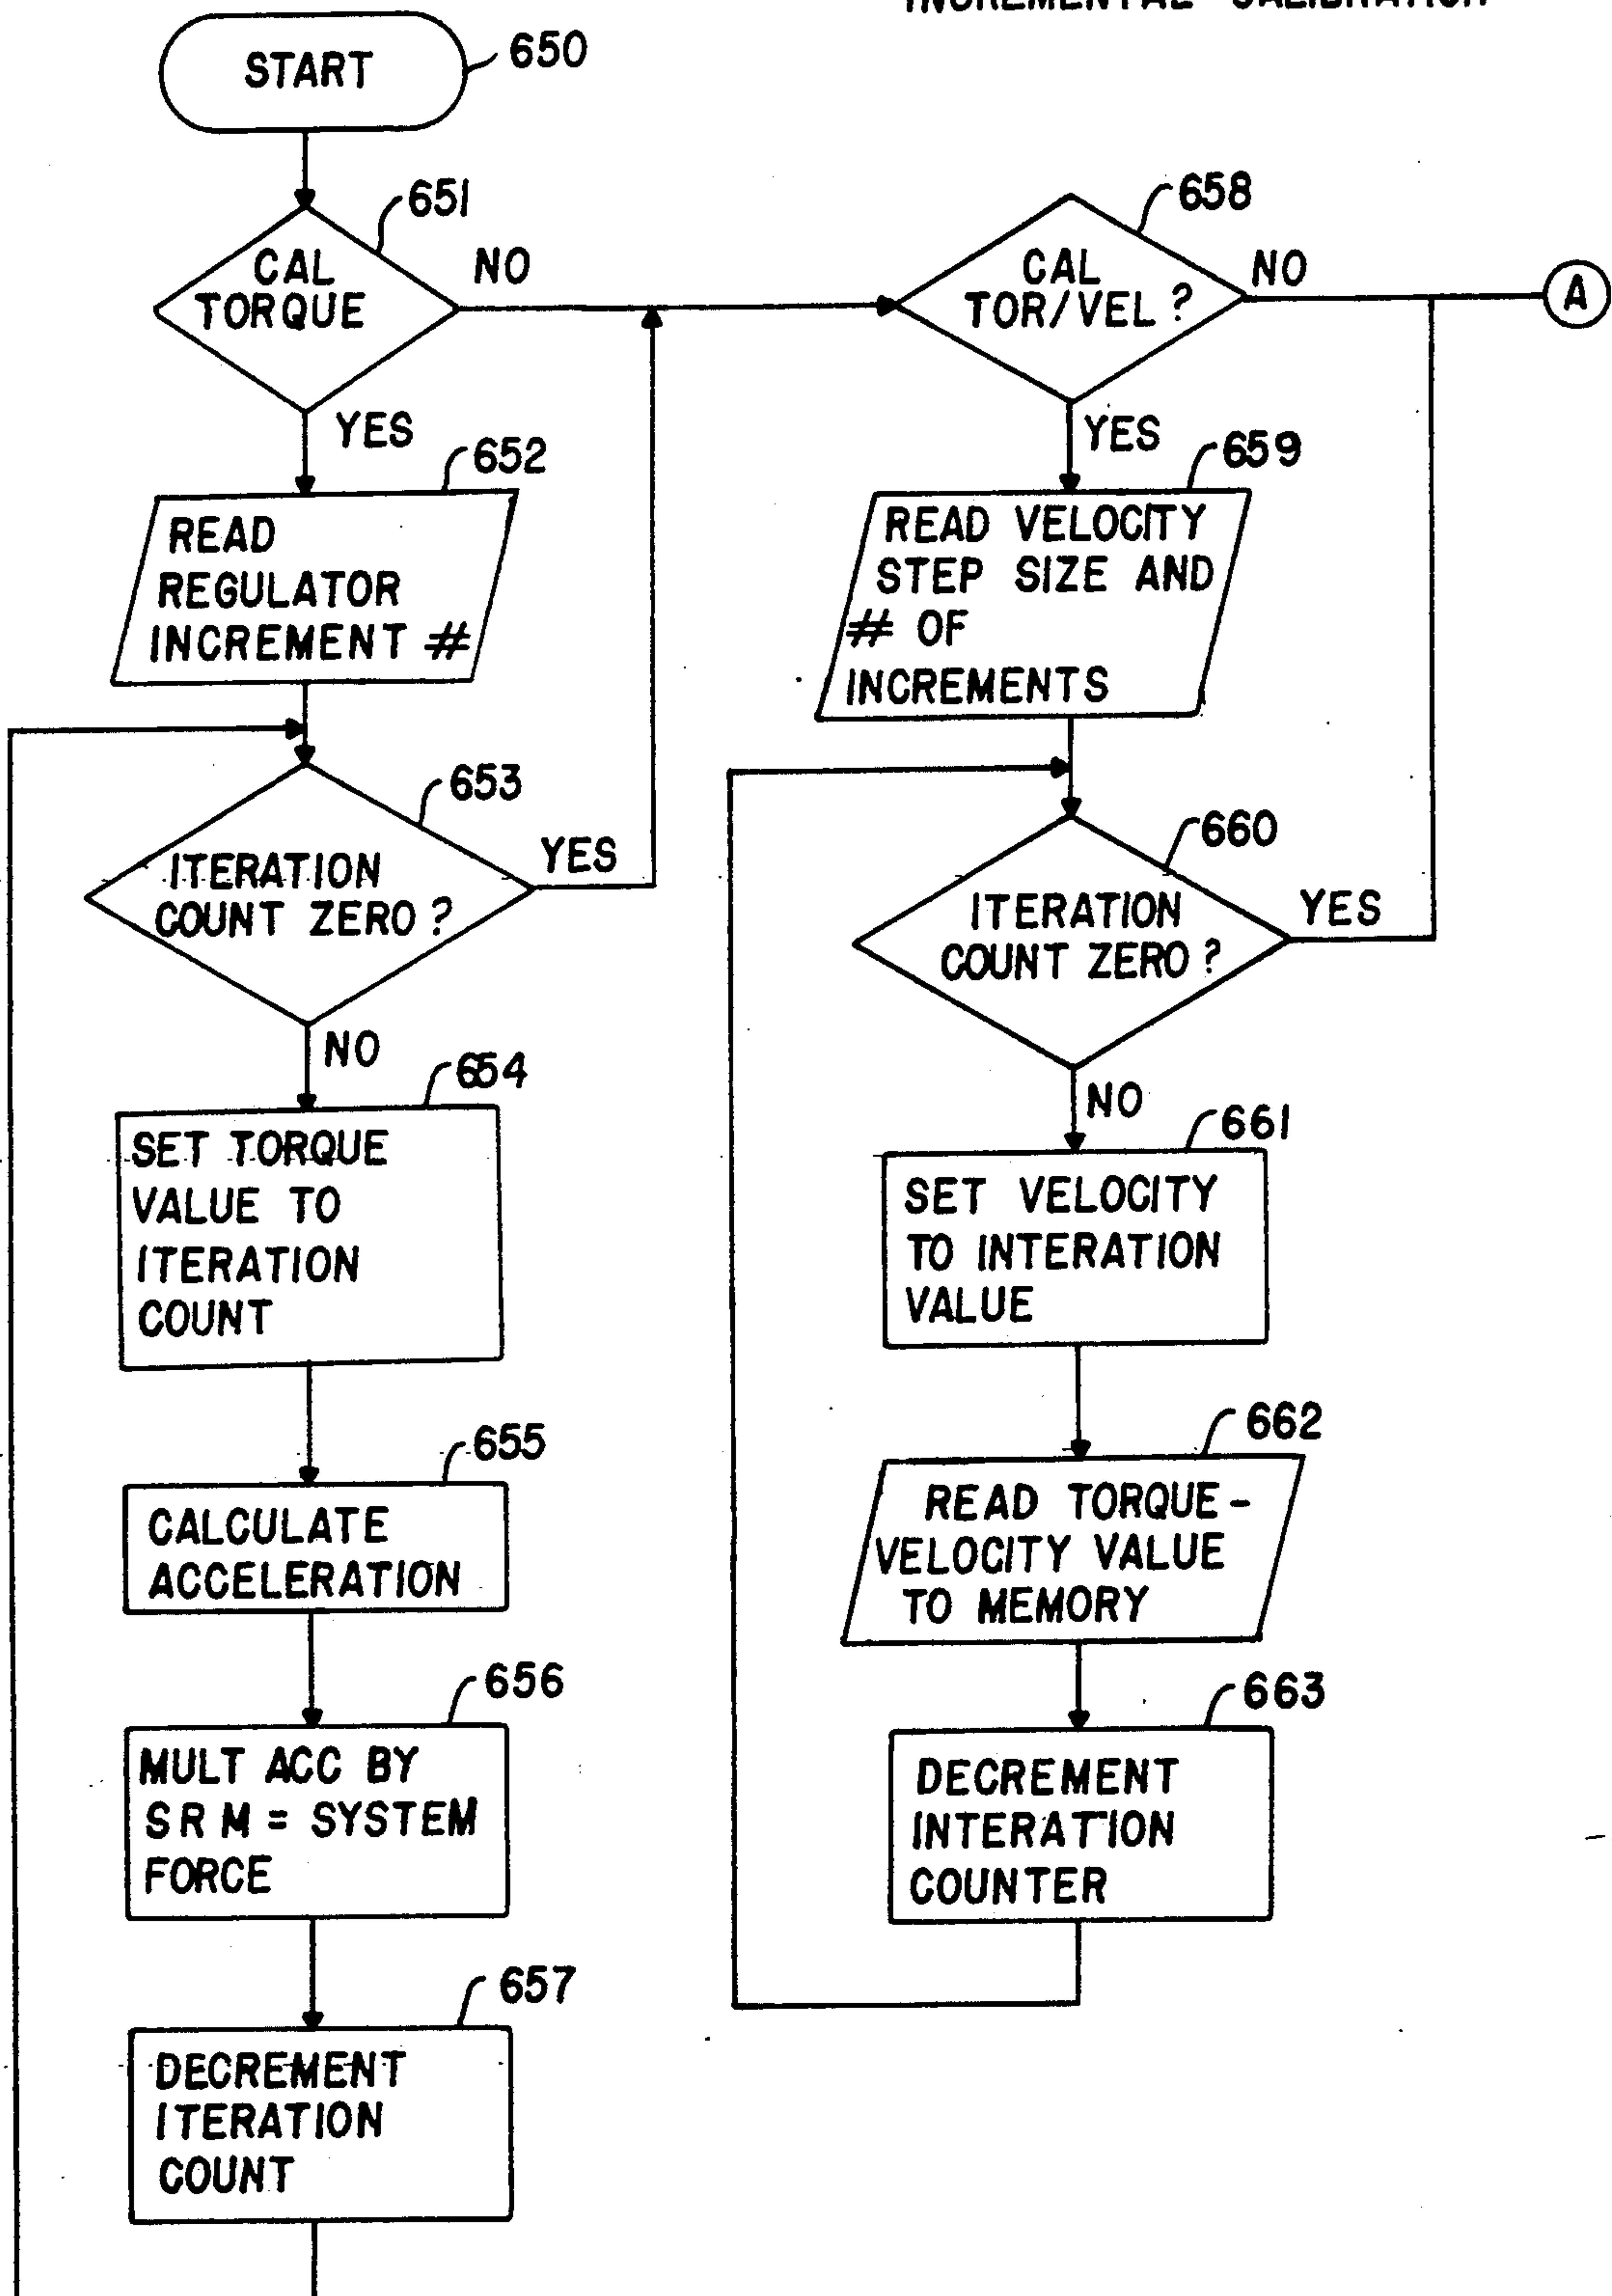 INCREMENTAL CALIBRATION
START
650
651
CAL
TORQUE
NO
YES
652
READ
REGULATOR
INCREMENT #
653
ITERATION
COUNT ZERO?
YES
NO
654
SET TORQUE
VALUE TO
ITERATION
COUNT
655
CALCULATE
ACCELERATION
656
MULT ACC BY
SRM = SYSTEM
FORCE
657
DECREMENT
ITERATION
COUNT
658
CAL
TOR/VEL?
NO
A
YES
659
READ VELOCITY
STEP SIZE AND
# OF
INCREMENTS
660
ITERATION
COUNT ZERO?
YES
NO
661
SET VELOCITY
TO INTERATION
VALUE
662
READ TORQUE-
VELOCITY VALUE
TO MEMORY
663
DECREMENT
INTERATION
COUNTER